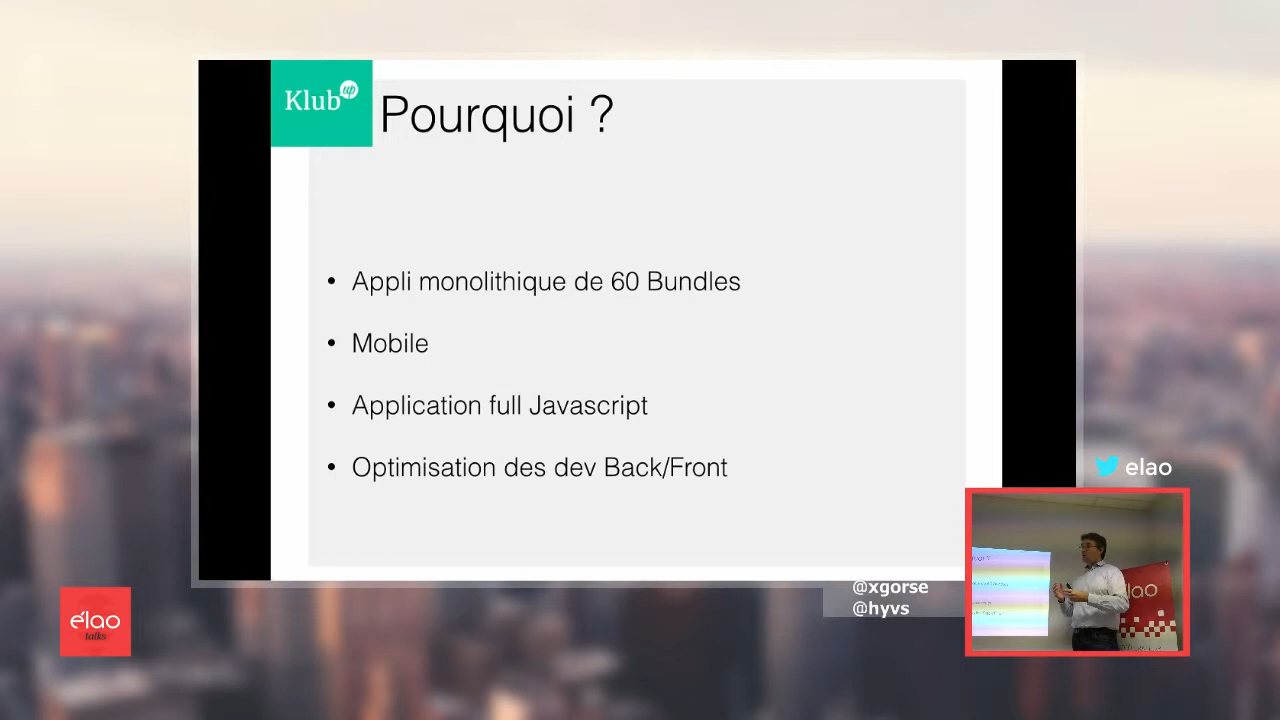 Klub up
Pourquoi ?
• Appli monolithique de 60 Bundles
• Mobile
• Application full Javascript
• Optimisation des dev Back/Front
elao
@xgorse
@hyvs
élao
talks
élao